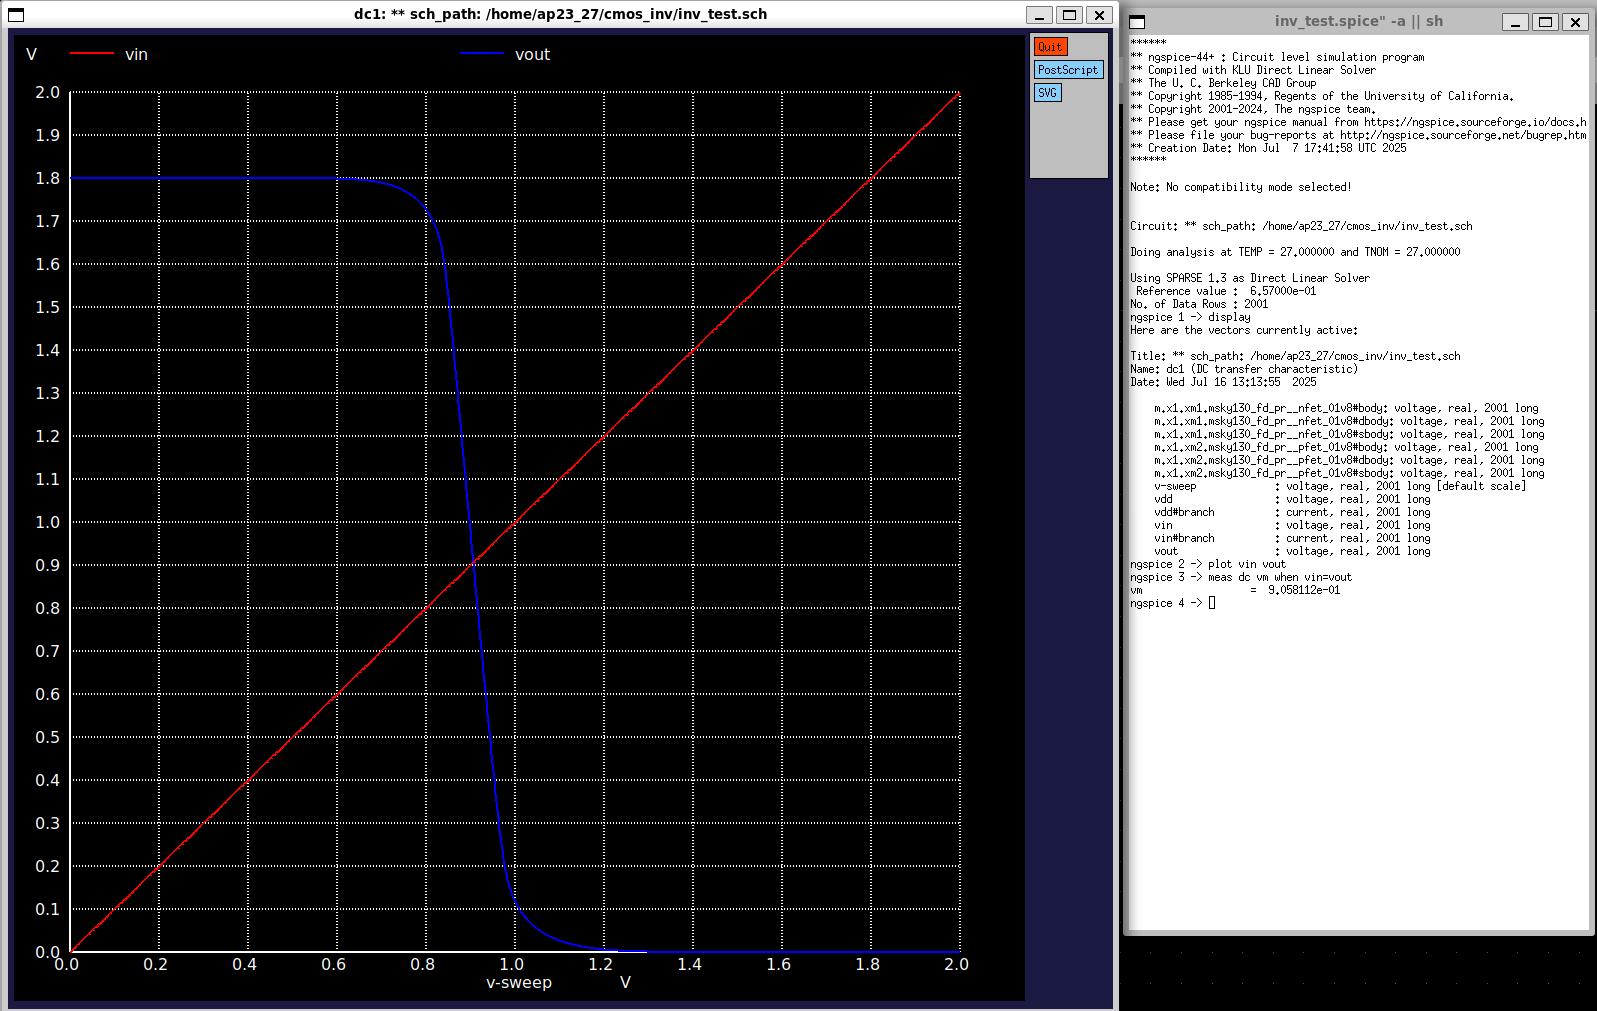 dc1: ** sch_path: /home/ap23_27/cmos_inv/inv_test.sch
V
vin
vout
Quit
PostScript
SVG
2.0
1.9
1.8
1.7
1.6
1.5
1.4
1.3
1.2
1.1
1.0
0.9
0.8
0.7
0.6
0.5
0.4
0.3
0.2
0.1
0.0
0.0 0.2 0.4 0.6 0.8 1.0 1.2 1.4 1.6 1.8 2.0
v-sweep V
inv_test.spice" -a || sh
******
** ngspice-44+ : Circuit level simulation program
** Compiled with KLU Direct Linear Solver
** The U. C. Berkeley CAD Group
** Copyright 1985-1994, Regents of the University of California.
** Copyright 2001-2024, The ngspice team.
** Please get your ngspice manual from https://ngspice.sourceforge.io/docs.h
** Please file your bug-reports at http://ngspice.sourceforge.net/bugrep.htm
** Creation Date: Mon Jul  7 17:41:58 UTC 2025
******
Note: No compatibility mode selected!
Circuit: ** sch_path: /home/ap23_27/cmos_inv/inv_test.sch
Doing analysis at TEMP = 27.000000 and TNOM = 27.000000
Using SPARSE 1.3 as Direct Linear Solver
Reference value :  6.57000e-01
No. of Data Rows : 2001
ngspice 1 -> display
Here are the vectors currently active:
Title: ** sch_path: /home/ap23_27/cmos_inv/inv_test.sch
Name: dc1 (DC transfer characteristic)
Date: Wed Jul 16 13:13:55  2025
m.x1.xm1.msky130_fd_pr__nfet_01v8#body: voltage, real, 2001 long
m.x1.xm1.msky130_fd_pr__nfet_01v8#dbody: voltage, real, 2001 long
m.x1.xm1.msky130_fd_pr__nfet_01v8#sbody: voltage, real, 2001 long
m.x1.xm2.msky130_fd_pr__pfet_01v8#body: voltage, real, 2001 long
m.x1.xm2.msky130_fd_pr__pfet_01v8#dbody: voltage, real, 2001 long
m.x1.xm2.msky130_fd_pr__pfet_01v8#sbody: voltage, real, 2001 long
v-sweep : voltage, real, 2001 long [default scale]
vdd : voltage, real, 2001 long
vdd#branch : current, real, 2001 long
vin : voltage, real, 2001 long
vin#branch : current, real, 2001 long
vout : voltage, real, 2001 long
ngspice 2 -> plot vin vout
ngspice 3 -> meas dc vm when vin=vout
vm = 9.058112e-01
ngspice 4 ->